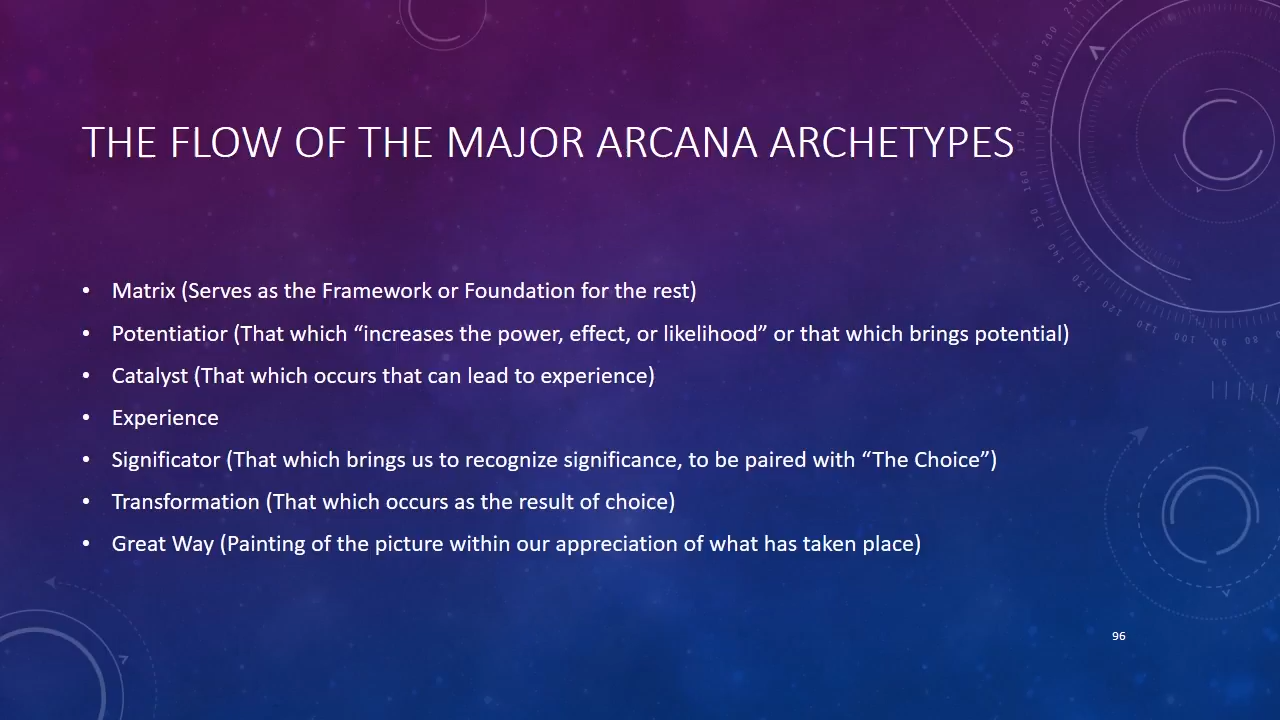 THE FLOW OF THE MAJOR ARCANA ARCHETYPES
• Matrix (Serves as the Framework or Foundation for the rest)
• Potentiatior (That which “increases the power, effect, or likelihood” or that which brings potential)
• Catalyst (That which occurs that can lead to experience)
• Experience
• Significator (That which brings us to recognize significance, to be paired with “The Choice”)
• Transformation (That which occurs as the result of choice)
• Great Way (Painting of the picture within our appreciation of what has taken place)
96